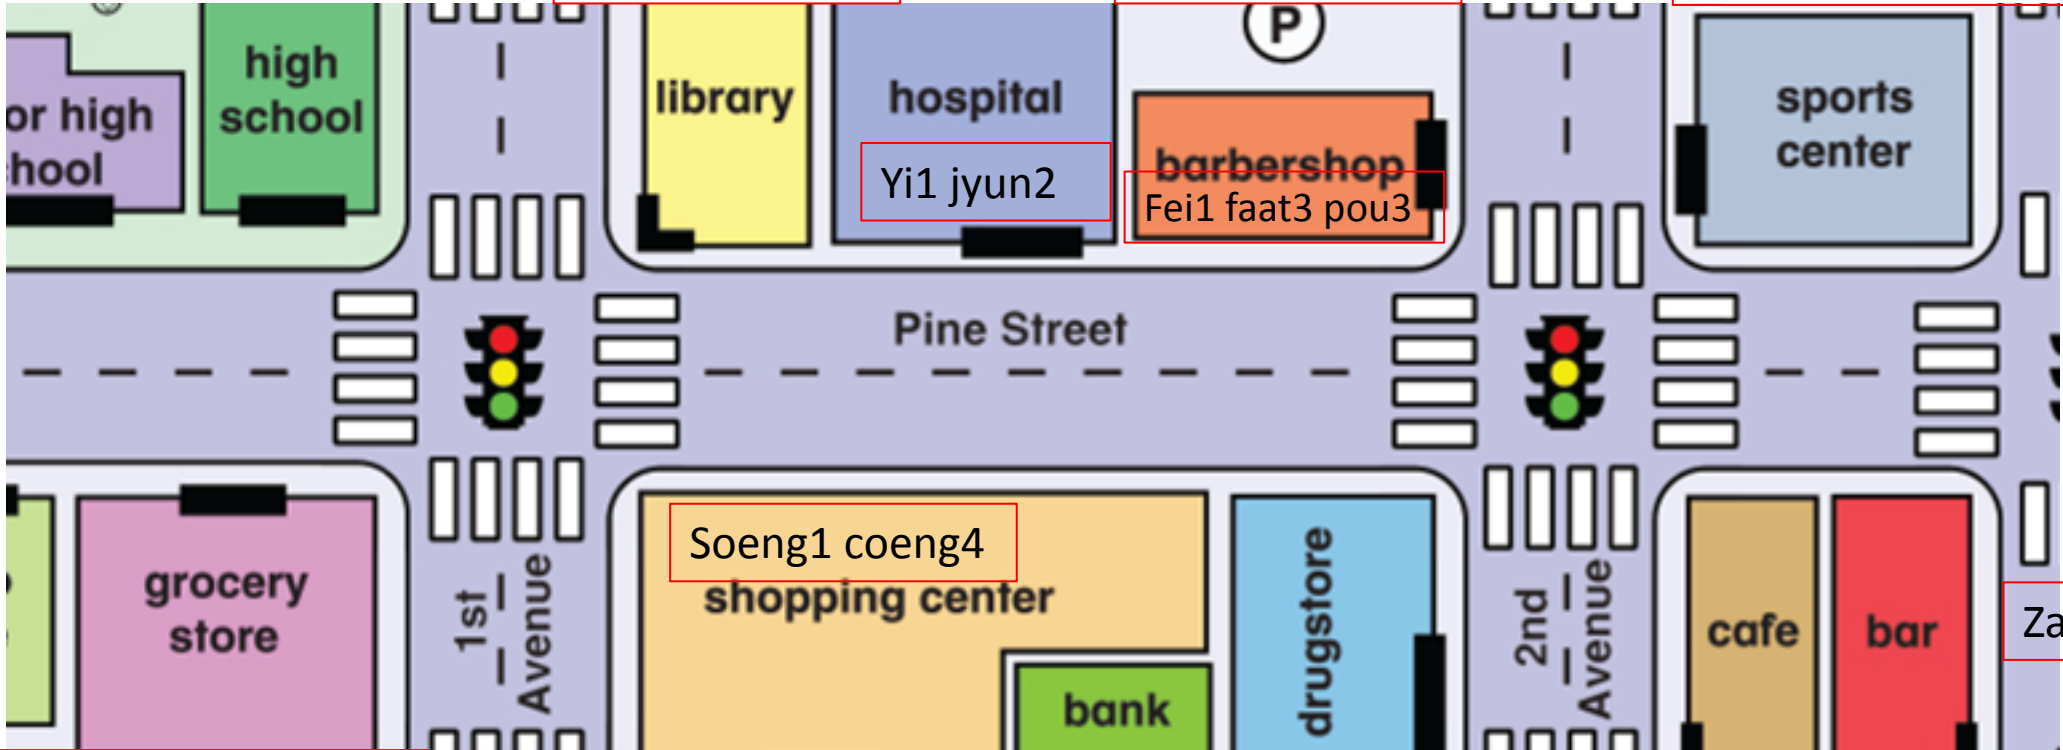 high
school
or high
hool
library
hospital
Yi1 jyun2
P
barbershop
Fei1 faat3 pou3
sports
center
Pine Street
grocery
store
1st
Avenue
Soeng1 coeng4
shopping center
bank
drugstore
2nd
Avenue
cafe
bar
Za